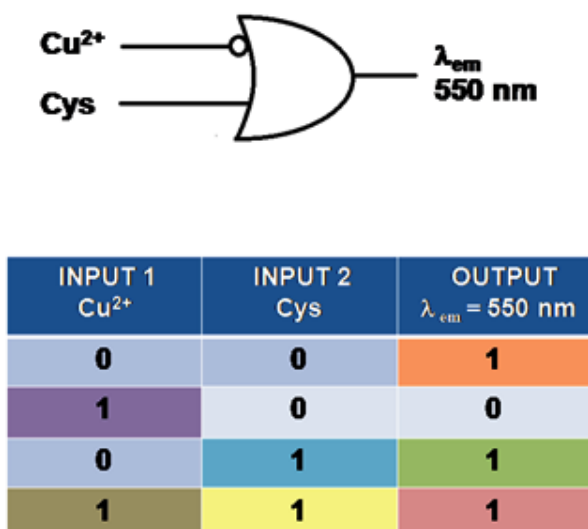 Cu²⁺
λem
550 nm
Cys
INPUT 1 INPUT 2 OUTPUT
Cu²⁺ Cys λ em = 550 nm
0 0 1
1 0 0
0 1 1
1 1 1